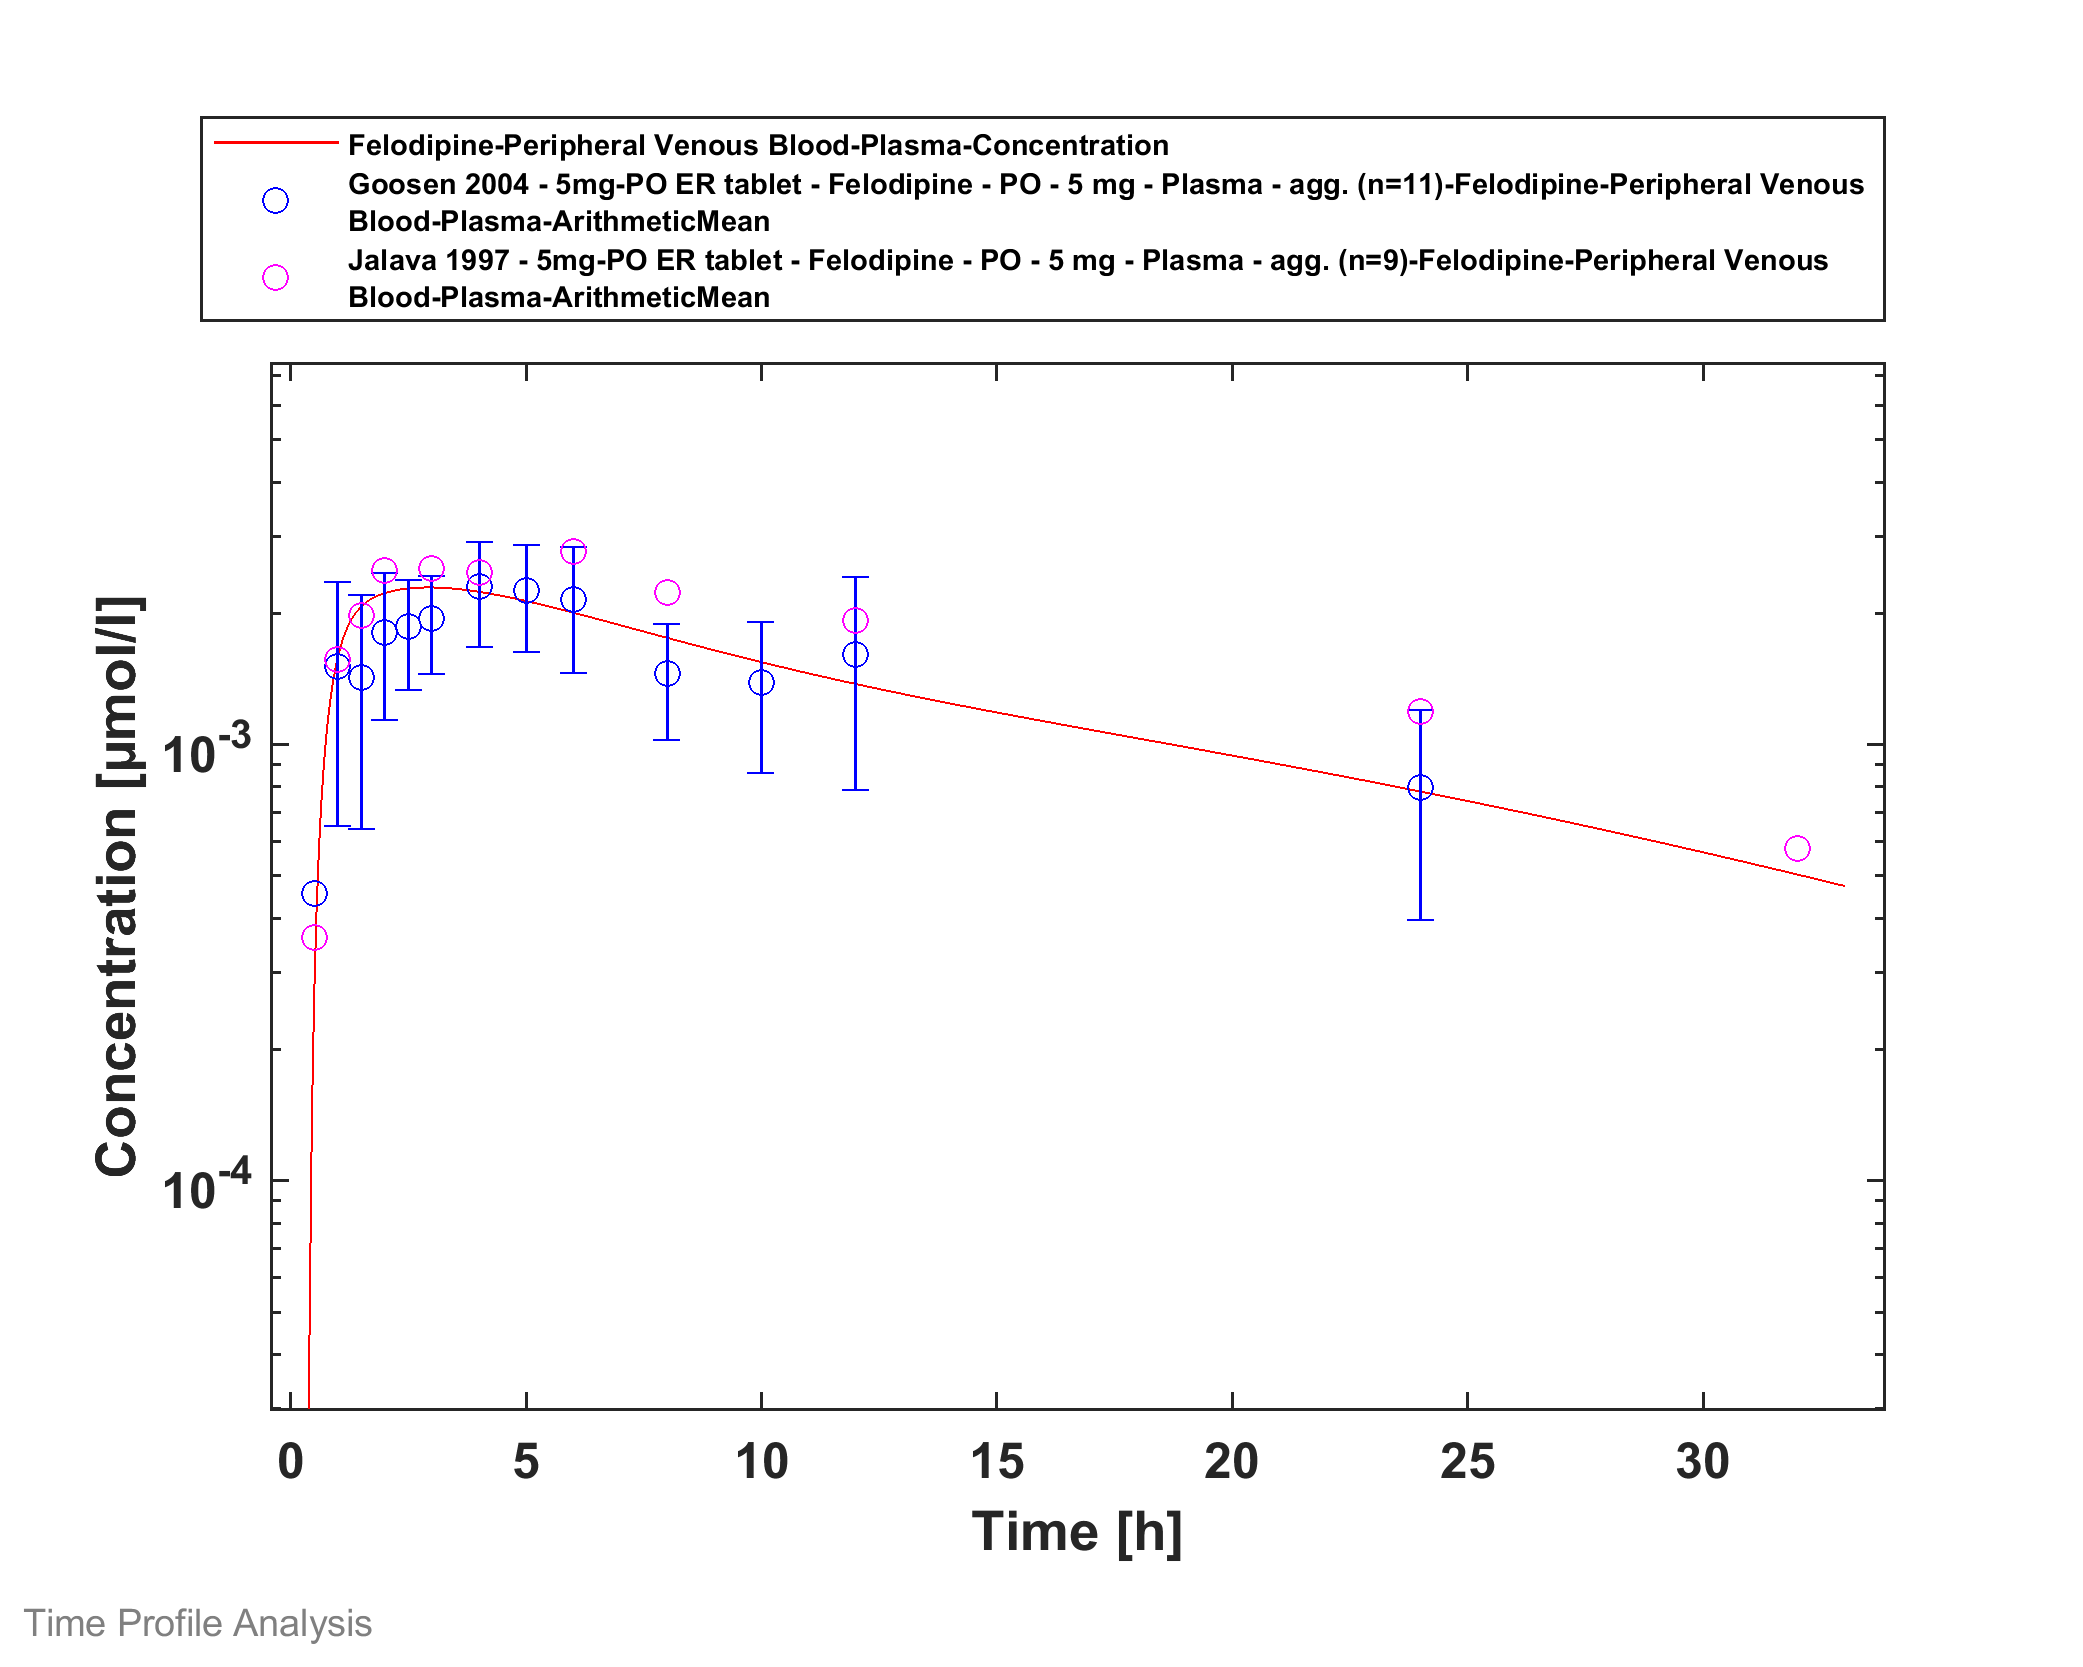 Felodipine-Peripheral Venous Blood-Plasma-Concentration
Goosen 2004 - 5mg-PO ER tablet - Felodipine - PO - 5 mg - Plasma - agg. (n=11)-Felodipine-Peripheral Venous
Blood-Plasma-ArithmeticMean
Jalava 1997 - 5mg-PO ER tablet - Felodipine - PO - 5 mg - Plasma - agg. (n=9)-Felodipine-Peripheral Venous
Blood-Plasma-ArithmeticMean
Concentration [µmol/l]
10^-3
10^-4
0 5 10 15 20 25 30
Time [h]
Time Profile Analysis